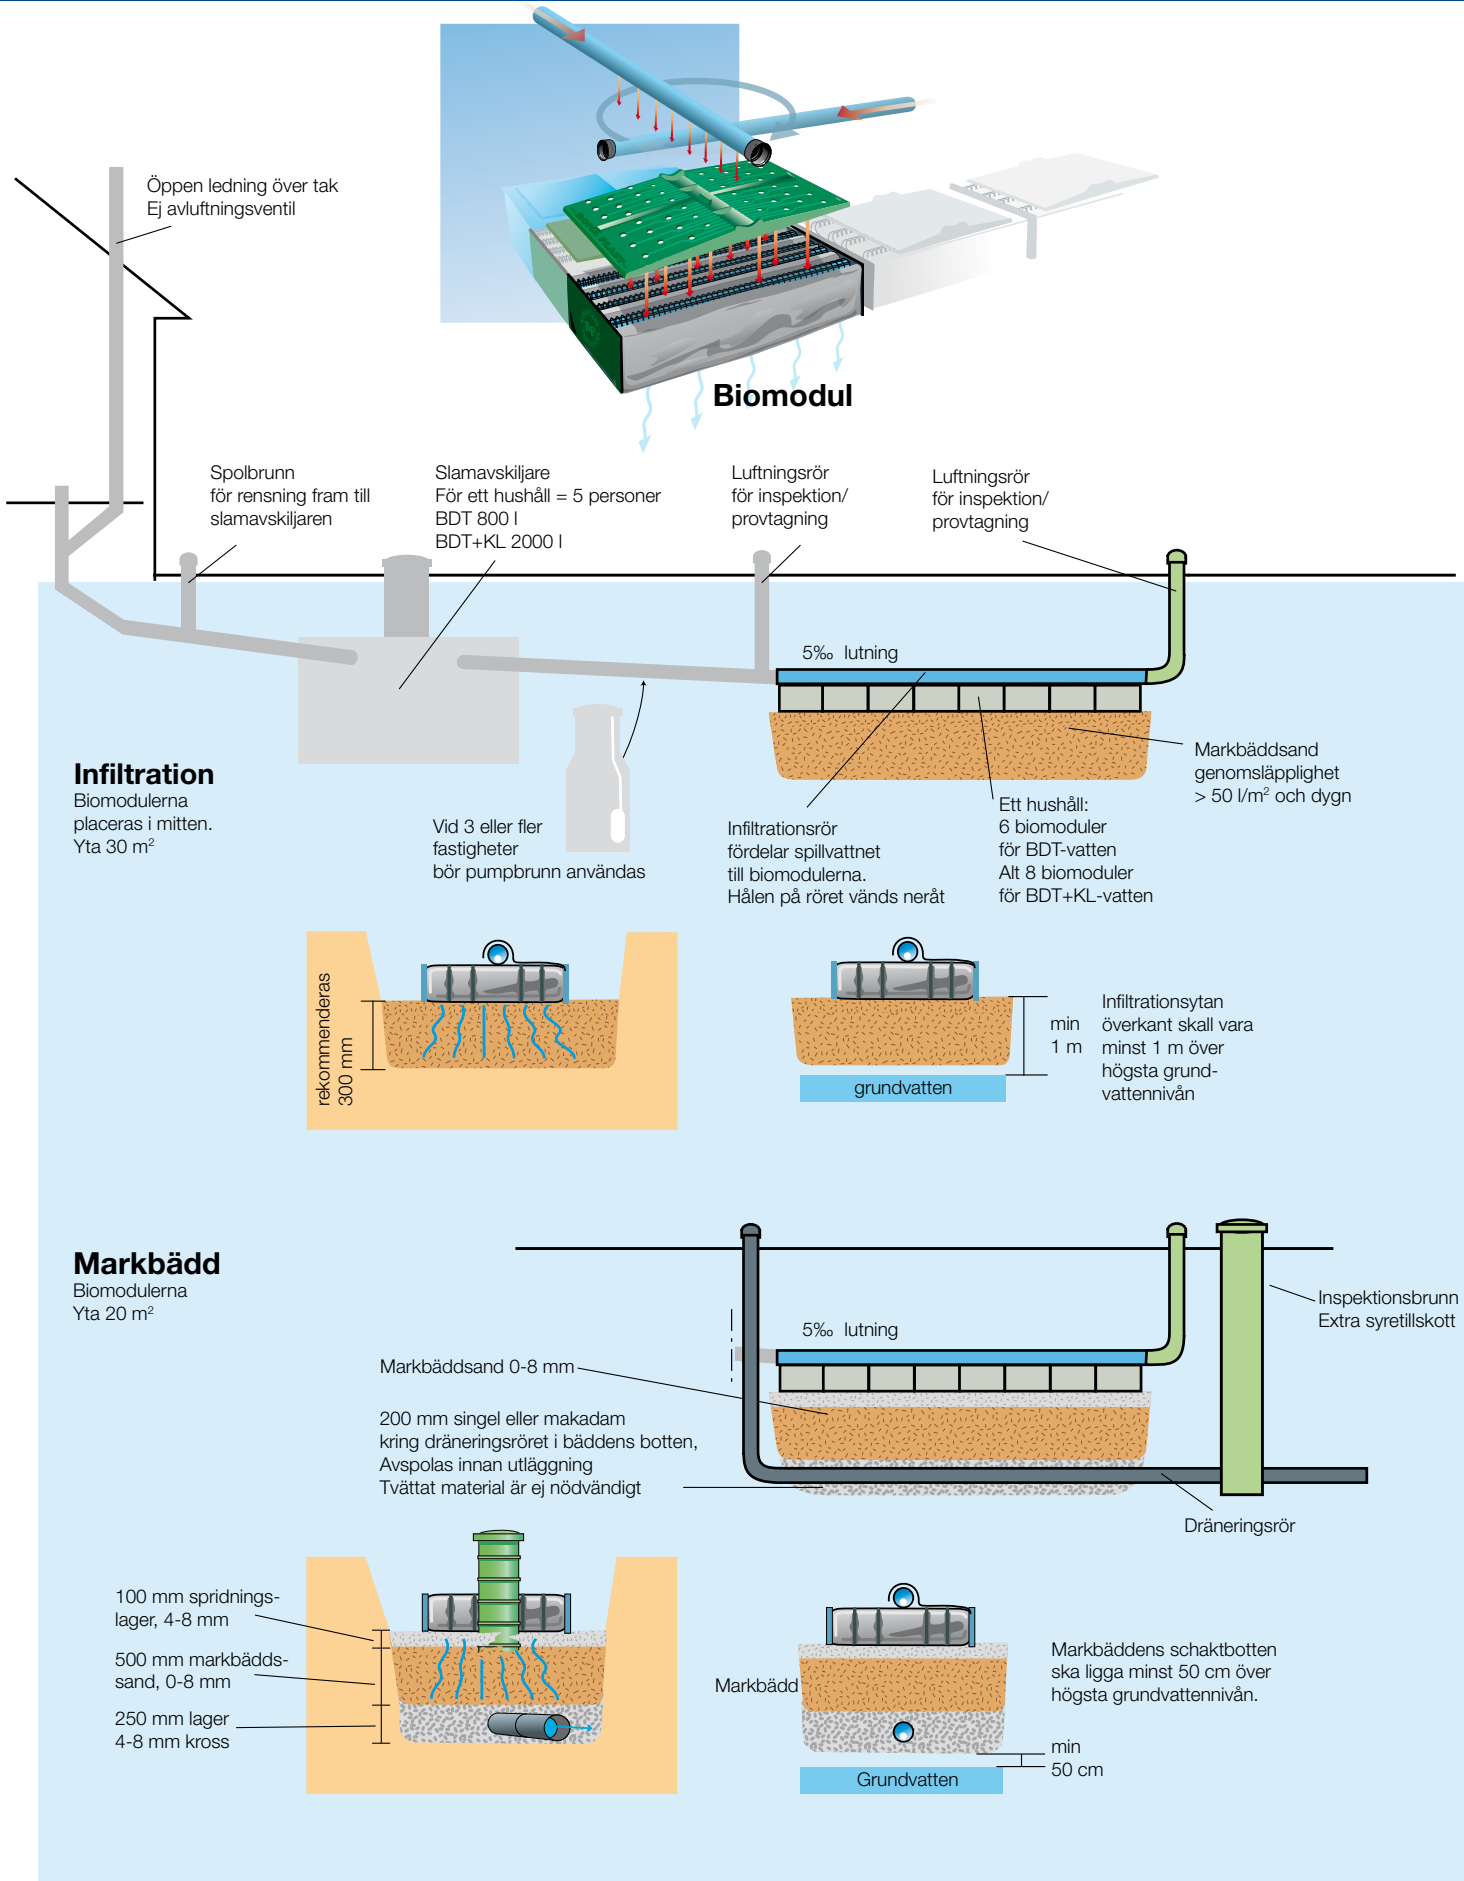 Öppen ledning över tak
Ej avluftningsventil
Biomodul
Spolbrunn
för rensning fram till
slamavskiljaren
Slamavskiljare
För ett hushåll = 5 personer
BDT 800 l
BDT+KL 2000 l
Luftningsrör
för inspektion/
provtagning
Luftningsrör
för inspektion/
provtagning
5‰ lutning
Infiltration
Biomodulerna
placeras i mitten.
Yta 30 m²
Vid 3 eller fler
fastigheter
bör pumpbrunn användas
Infiltrationsrör
fördelar spillvattnet
till biomodulerna.
Hålen på röret vänds neråt
Ett hushåll:
6 biomoduler
för BDT-vatten
Alt 8 biomoduler
för BDT+KL-vatten
Markbäddsand
genomsläpplighet
> 50 l/m² och dygn
rekommenderas
300 mm
grundvatten
min
1 m
Infiltrationsytan
överkant skall vara
minst 1 m över
högsta grund-
vattennivån
Markbädd
Biomodulerna
Yta 20 m²
5‰ lutning
Inspektionsbrunn
Extra syretillskott
Markbäddsand 0-8 mm
200 mm singel eller makadam
kring dräneringsröret i bäddens botten,
Avspolas innan utläggning
Tvättat material är ej nödvändigt
Dräneringsrör
100 mm spridnings-
lager, 4-8 mm
500 mm markbädds-
sand, 0-8 mm
250 mm lager
4-8 mm kross
Markbädd
Grundvatten
Markbäddens schaktbotten
ska ligga minst 50 cm över
högsta grundvattennivån.
min
50 cm